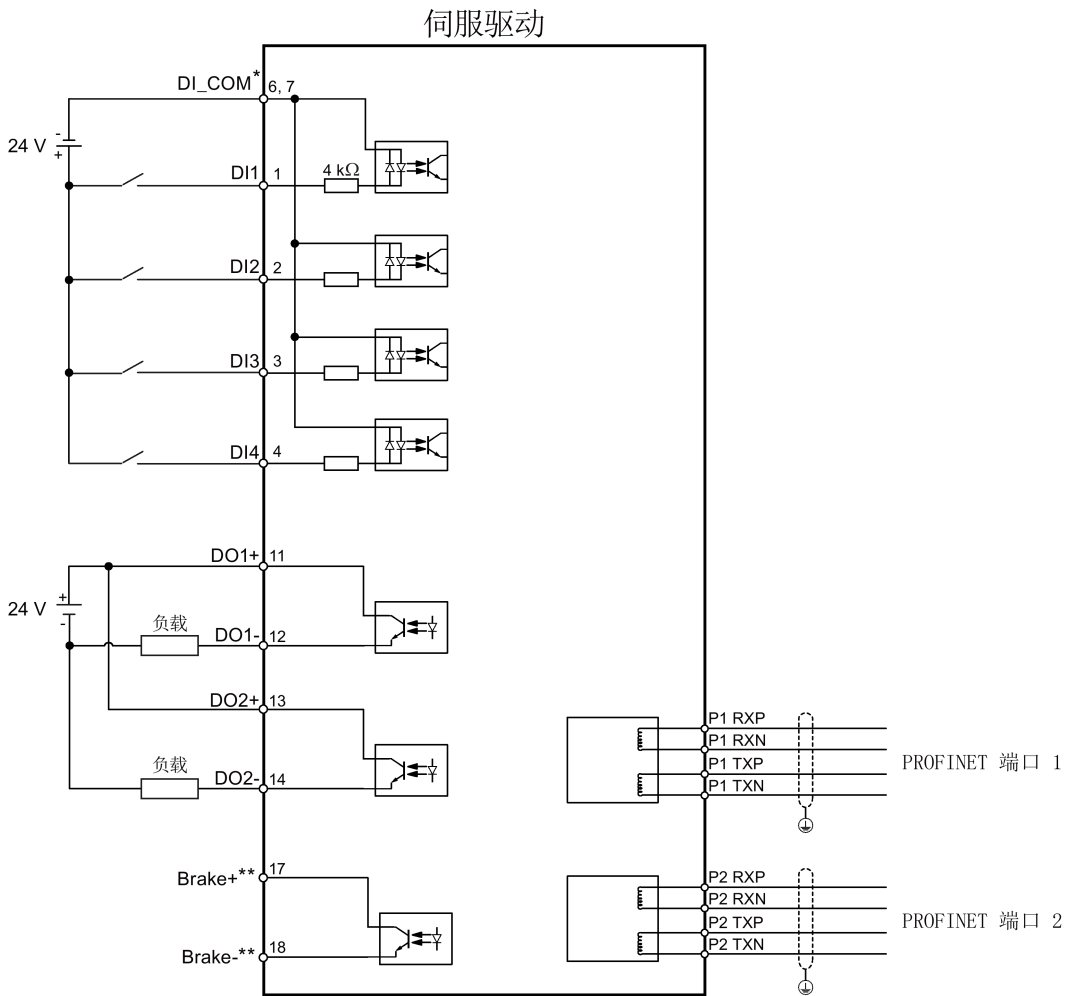 伺服驱动
DI_COM* 6, 7
24 V
-
+
DI1 1 4 kΩ
DI2 2
DI3 3
DI4 4
DO1+ 11
24 V
+
-
负载 DO1- 12
DO2+ 13
负载 DO2- 14
Brake+** 17
Brake-** 18
P1 RXP
P1 RXN
P1 TXP
P1 TXN
PROFINET 端口 1
P2 RXP
P2 RXN
P2 TXP
P2 TXN
PROFINET 端口 2